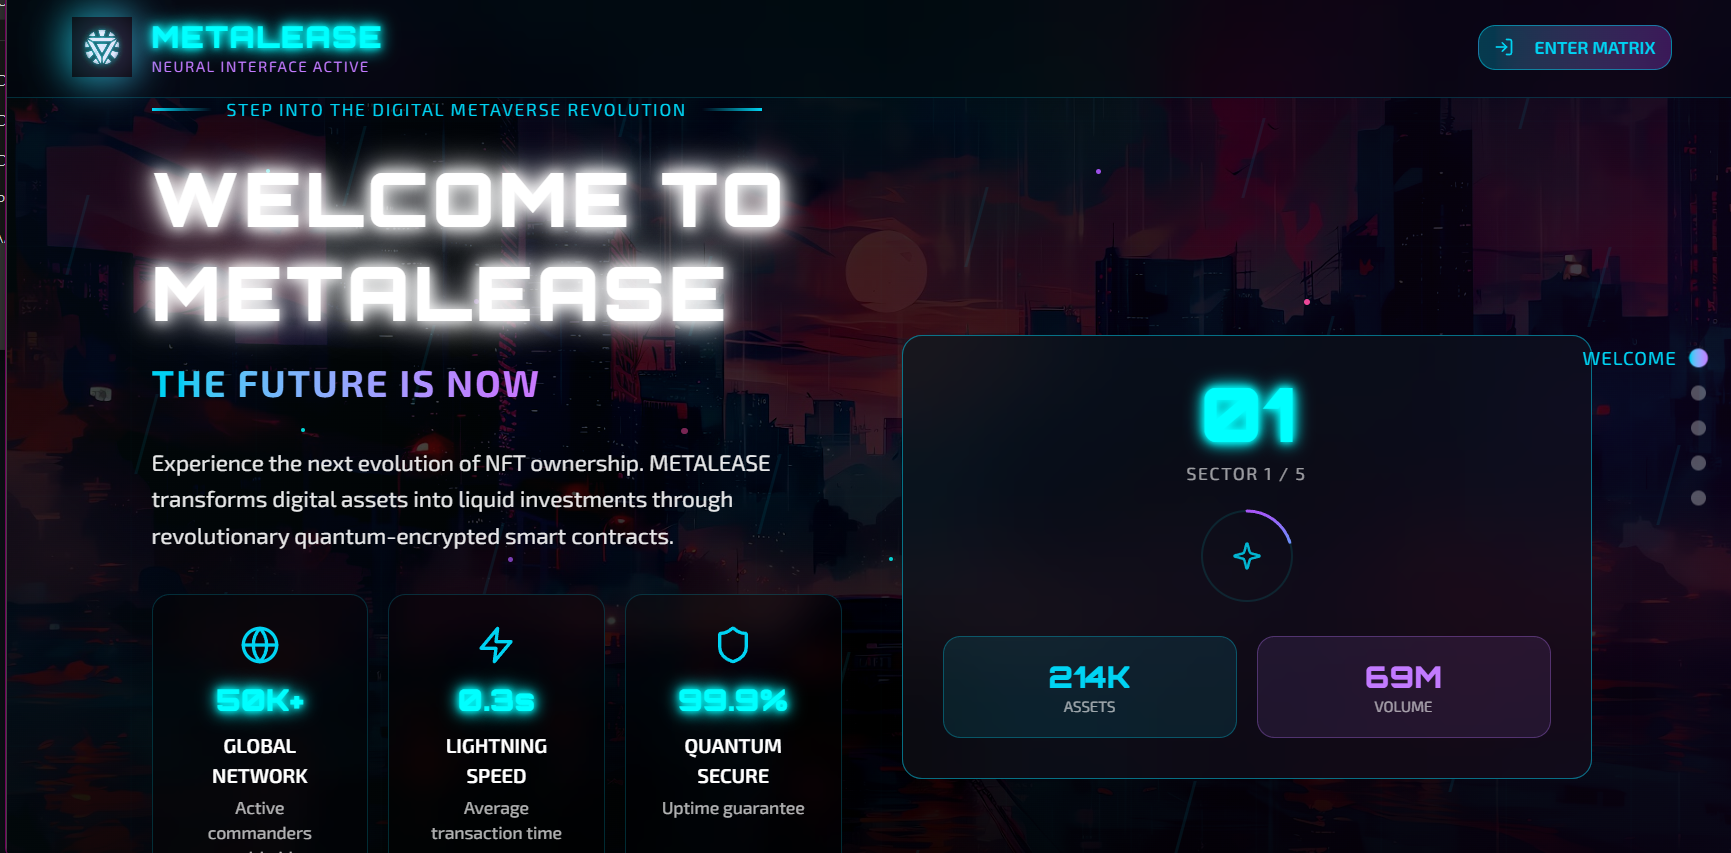 METALEASE
NEURAL INTERFACE ACTIVE
ENTER MATRIX
STEP INTO THE DIGITAL METAVERSE REVOLUTION
WELCOME TO
METALEASE
THE FUTURE IS NOW
Experience the next evolution of NFT ownership. METALEASE
transforms digital assets into liquid investments through
revolutionary quantum-encrypted smart contracts.
50K+
GLOBAL
NETWORK
Active
commanders
0.3s
LIGHTNING
SPEED
Average
transaction time
99.9%
QUANTUM
SECURE
Uptime guarantee
01
SECTOR 1 / 5
214K
ASSETS
69M
VOLUME
WELCOME